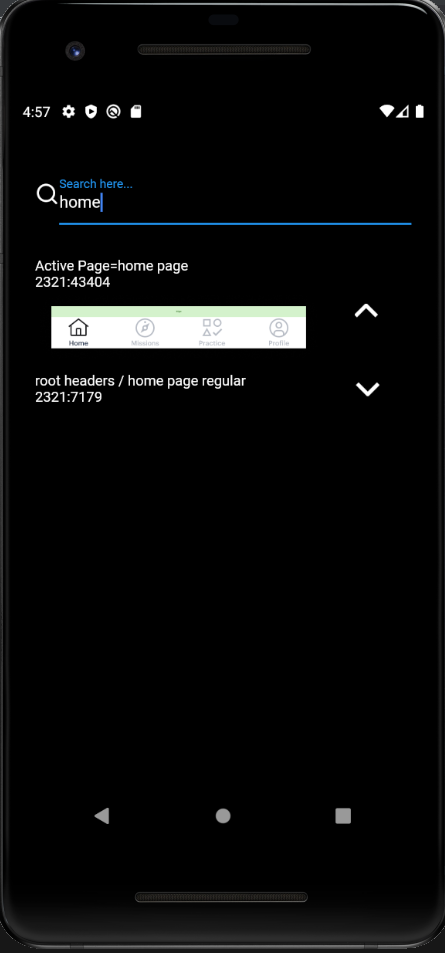 4:57
Search here...
home
Active Page=home page
2321:43404
Home Missions Practice Profile
root headers / home page regular
2321:7179